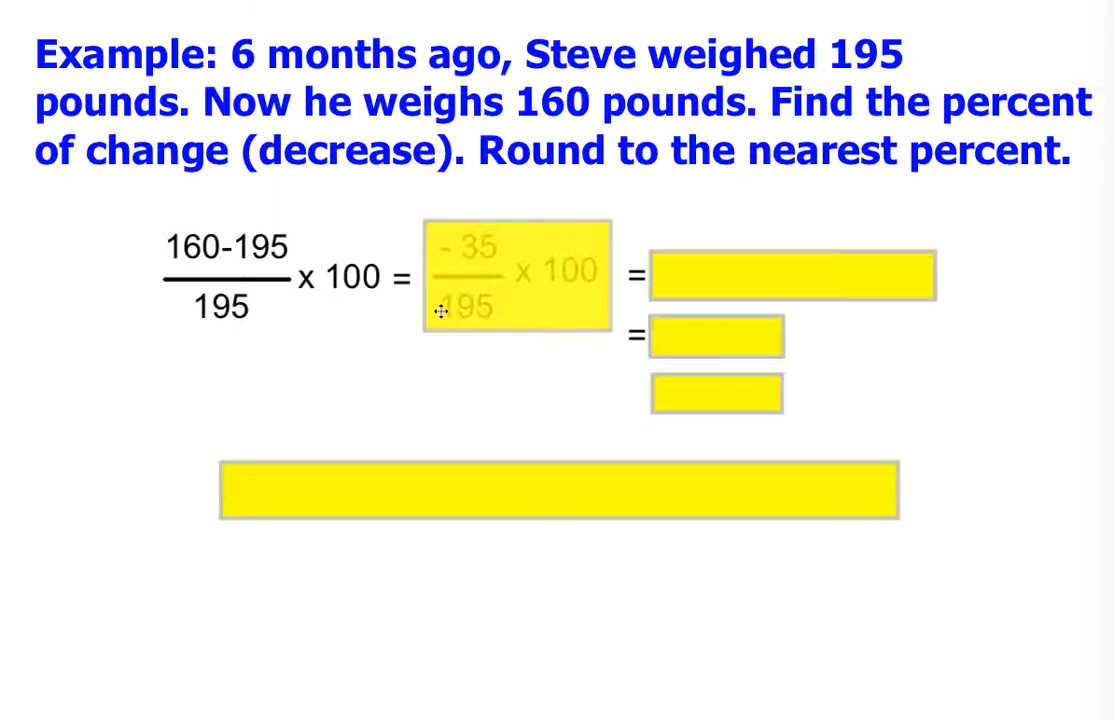 Example: 6 months ago, Steve weighed 195
pounds. Now he weighs 160 pounds. Find the percent
of change (decrease). Round to the nearest percent.
160-195
195
x 100 =
- 35
195
x 100
=
=